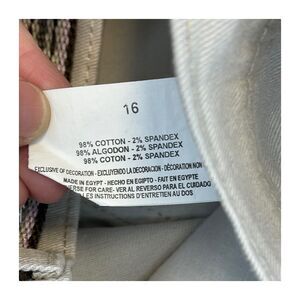 16
98% COTTON - 2% SPANDEX
98% ALGODON - 2% SPANDEX
98% COTON - 2% SPANDEX
EXCLUSIVE OF DECORATION - EXCLUYENDO LA DECORACION - DÉCORATION NON
MADE IN EGYPT - HECHO EN EGIPTO - FAIT EN EGYPTE
VERSE FOR CARE - VER AL REVERSO PARA EL CUIDADO
LES INSTRUCTIONS D'ENTRETIEN AU DOS